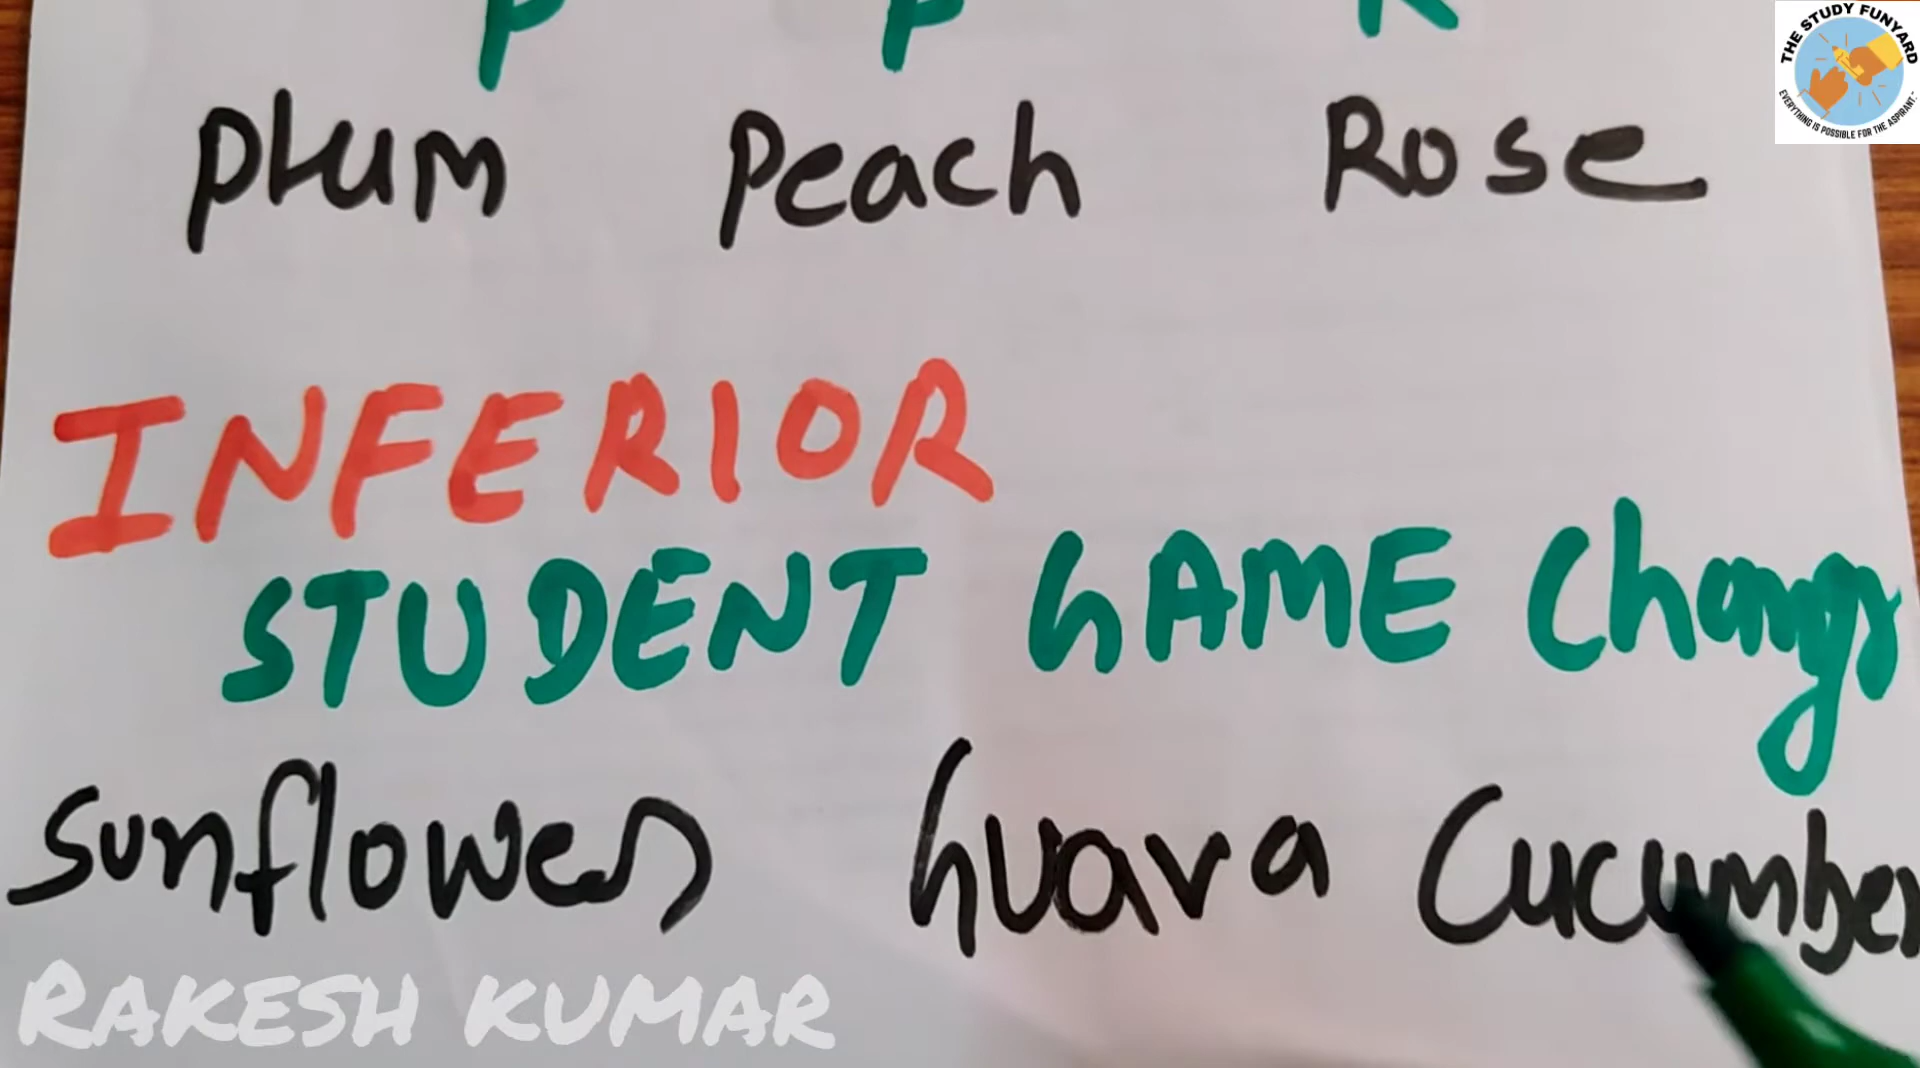 P P R
THE STUDY FUNYARD
EVERYTHING IS POSSIBLE FOR THE ASPIRANT.
Plum Peach Rose
INFERIOR
STUDENT GAME Change
Sunflower Guava Cucumber
RAKESH KUMAR